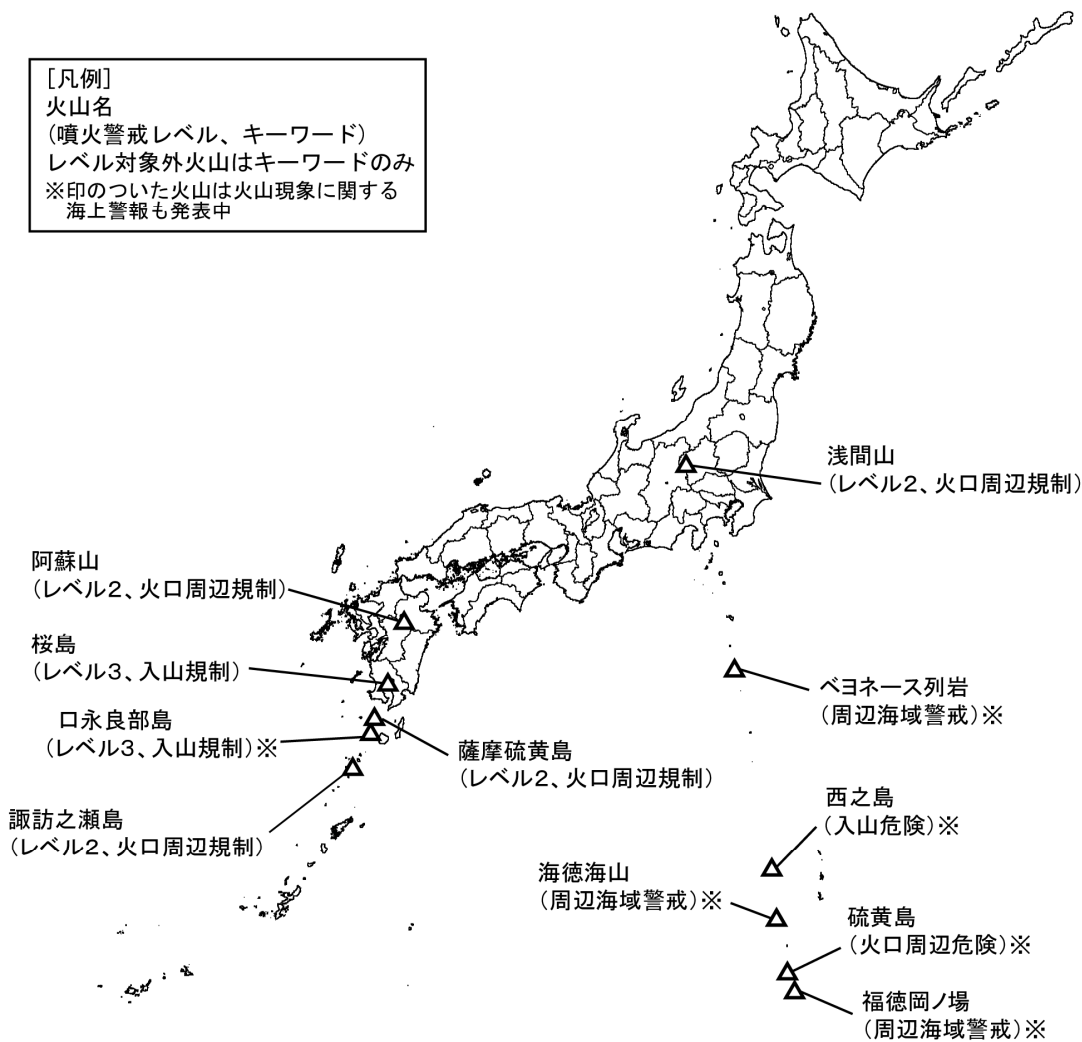 [凡例]
火山名
(噴火警戒レベル、キーワード)
レベル対象外火山はキーワードのみ
※印のついた火山は火山現象に関する
海上警報も発表中
浅間山
(レベル2、火口周辺規制)
阿蘇山
(レベル2、火口周辺規制)
桜島
(レベル3、入山規制)
口永良部島
(レベル3、入山規制)※
薩摩硫黄島
(レベル2、火口周辺規制)
諏訪之瀬島
(レベル2、火口周辺規制)
ベヨネース列岩
(周辺海域警戒)※
西之島
(入山危険)※
海徳海山
(周辺海域警戒)※
硫黄島
(火口周辺危険)※
福徳岡ノ場
(周辺海域警戒)※